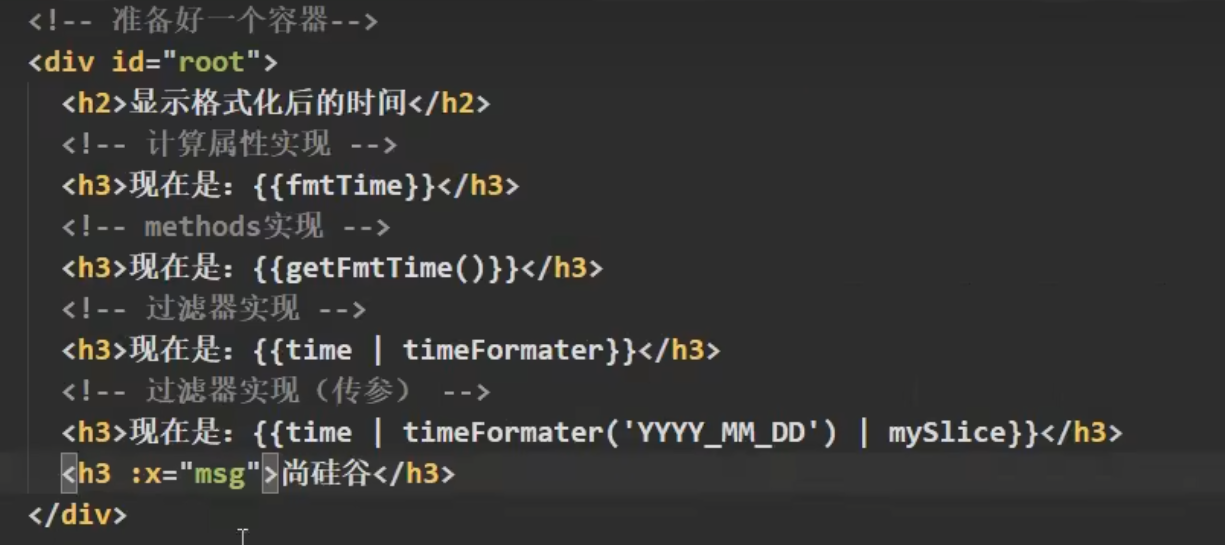 <!-- 准备好一个容器-->
<div id="root">
<h2>显示格式化后的时间</h2>
<!-- 计算属性实现 -->
<h3>现在是：{{fmtTime}}</h3>
<!-- methods实现 -->
<h3>现在是：{{getFmtTime()}}</h3>
<!-- 过滤器实现 -->
<h3>现在是：{{time | timeFormater}}</h3>
<!-- 过滤器实现（传参） -->
<h3>现在是：{{time | timeFormater('YYYY_MM_DD') | mySlice}}</h3>
<h3 :x="msg">尚硅谷</h3>
</div>